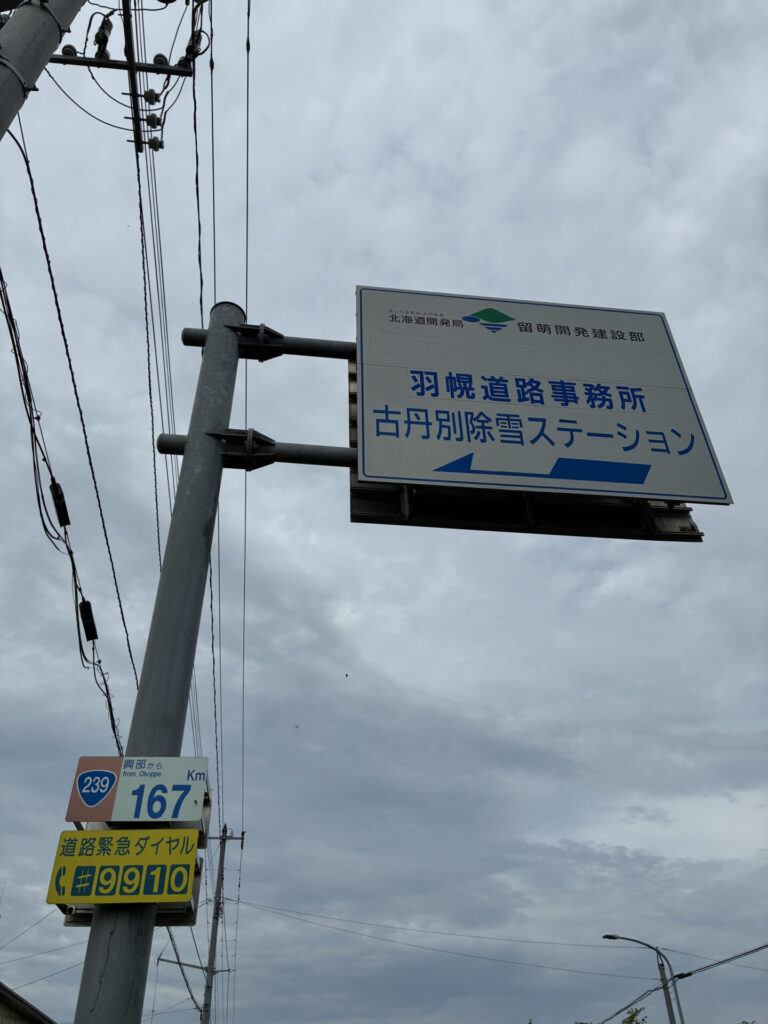 北海道開発局 留萌開発建設部
羽幌道路事務所
古丹別除雪ステーション
239
興部から
from Okoppe
Km
167
道路緊急ダイヤル
#9910